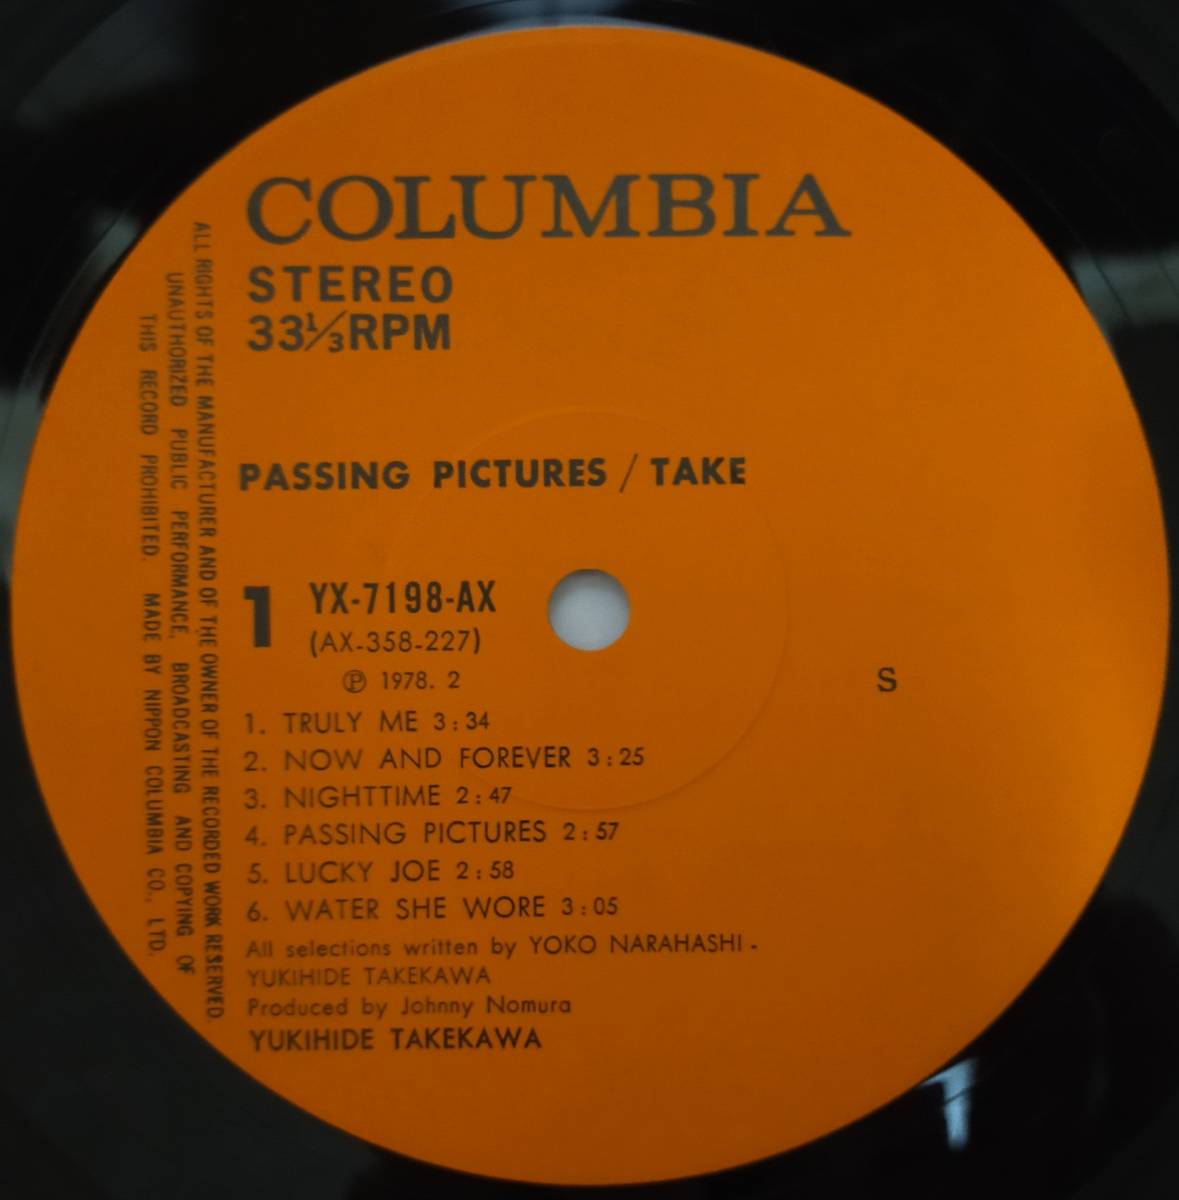 COLUMBIA
STEREO
33⅓RPM
PASSING PICTURES / TAKE
1 YX-7198-AX
(AX-358-227)
Ⓟ 1978. 2
S
1. TRULY ME 3:34
2. NOW AND FOREVER 3:25
3. NIGHTTIME 2:47
4. PASSING PICTURES 2:57
5. LUCKY JOE 2:58
6. WATER SHE WORE 3:05
All selections written by YOKO NARAHASHI -
YUKIHIDE TAKEKAWA
Produced by Johnny Nomura
YUKIHIDE TAKEKAWA
ALL RIGHTS OF THE MANUFACTURER AND OF THE OWNER OF THE RECORDED WORK RESERVED.
UNAUTHORIZED PUBLIC PERFORMANCE, BROADCASTING AND COPYING OF
THIS RECORD PROHIBITED. MADE BY NIPPON COLUMBIA CO., LTD.